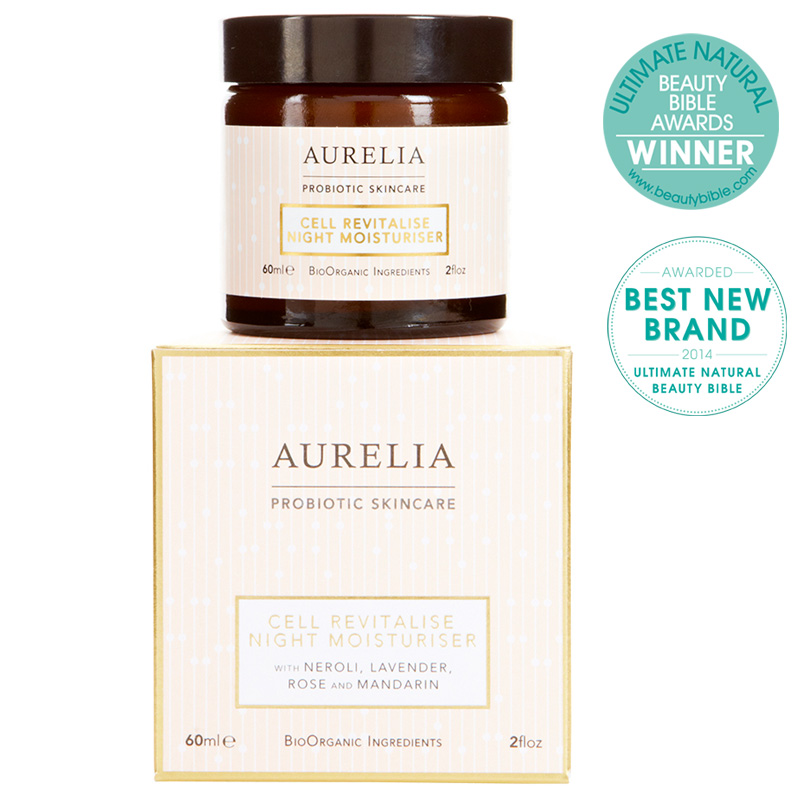 AURELIA
PROBIOTIC SKINCARE
CELL REVITALISE
NIGHT MOISTURISER
60ml℮ BIOORGANIC INGREDIENTS 2floz
AURELIA
PROBIOTIC SKINCARE
CELL REVITALISE
NIGHT MOISTURISER
WITH NEROLI, LAVENDER,
ROSE AND MANDARIN
60ml℮ BIOORGANIC INGREDIENTS 2floz
ULTIMATE NATURAL
BEAUTY
BIBLE
AWARDS
WINNER
www.beautybible.com
AWARDED
BEST NEW
BRAND
2014
ULTIMATE NATURAL
BEAUTY BIBLE